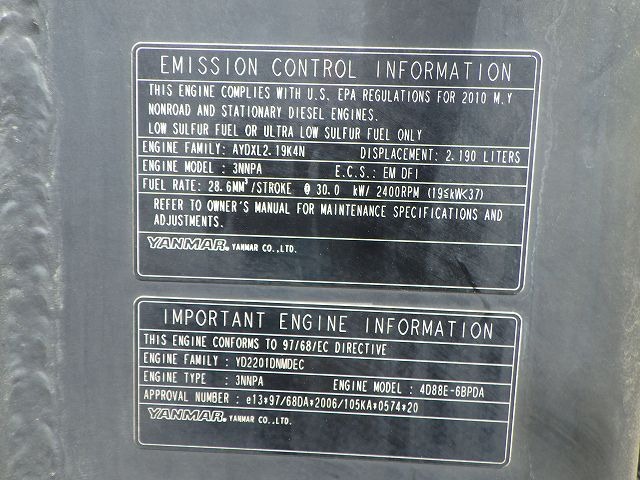 EMISSION CONTROL INFORMATION
THIS ENGINE COMPLIES WITH U.S. EPA REGULATIONS FOR 2010 M.Y
NONROAD AND STATIONARY DIESEL ENGINES.
LOW SULFUR FUEL OR ULTRA LOW SULFUR FUEL ONLY
ENGINE FAMILY: AYDXL2.19K4N DISPLACEMENT: 2.190 LITERS
ENGINE MODEL: 3NNPA E.C.S.: EM DFI
FUEL RATE: 28.6MM³/STROKE @ 30.0 kW/ 2400RPM (19≤kW<37)
REFER TO OWNER'S MANUAL FOR MAINTENANCE SPECIFICATIONS AND
ADJUSTMENTS.
YANMAR® YANMAR CO.,LTD.
IMPORTANT ENGINE INFORMATION
THIS ENGINE CONFORMS TO 97/68/EC DIRECTIVE
ENGINE FAMILY : YD2201DNMDEC
ENGINE TYPE : 3NNPA ENGINE MODEL : 4D88E-6BPDA
APPROVAL NUMBER : e13*97/68DA*2006/105KA*0574*20
YANMAR® YANMAR CO.,LTD.